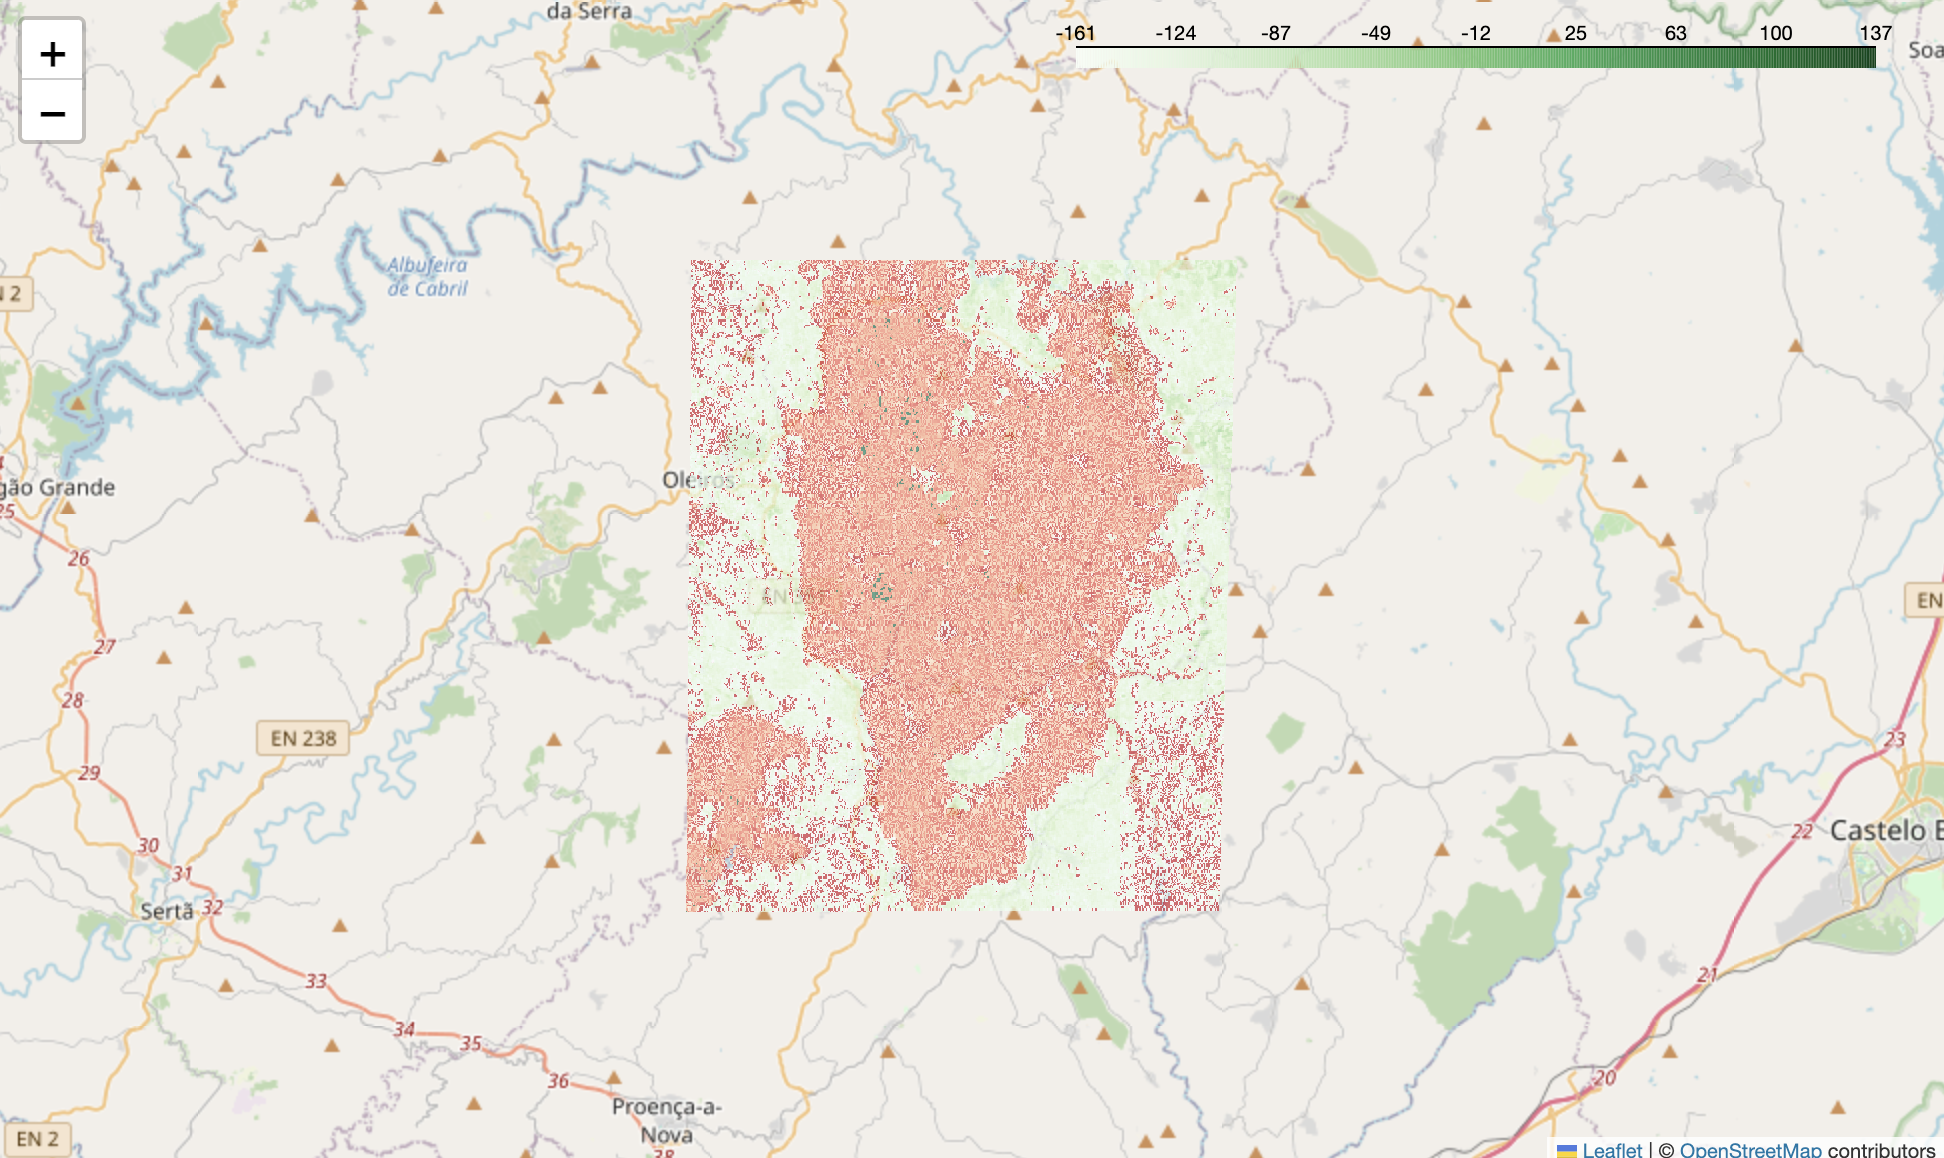 da Serra
+
−
-161 -124 -87 -49 -12 25 63 100 137
Soa
Albufeira
de Cabril
N 2
gão Grande
25
Oleiros
26
EN
27
28
EN 238
29
23
30
22
Castelo B
31
Sertã
32
33
21
34
35
36
20
Proença-a-
Nova
EN 2
38
Leaflet | © OpenStreetMap contributors